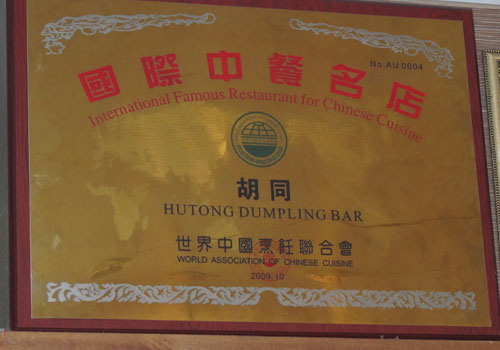 No.AU 0004
國際中餐名店
International Famous Restaurant for Chinese Cuisine
胡同
HUTONG DUMPLING BAR
世界中國烹飪聯合會
WORLD ASSOCIATION OF CHINESE CUISINE
2009.10